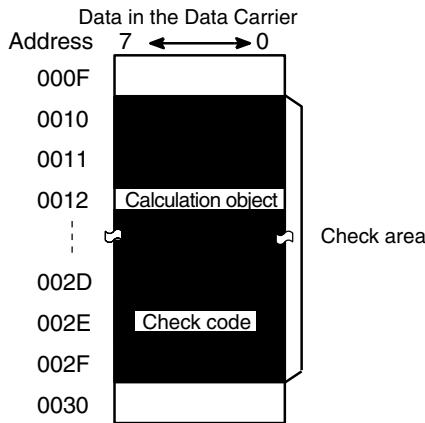 Data in the Data Carrier
Address 7 0
000F
0010
0011
0012 Calculation object
Check area
002D
002E Check code
002F
0030